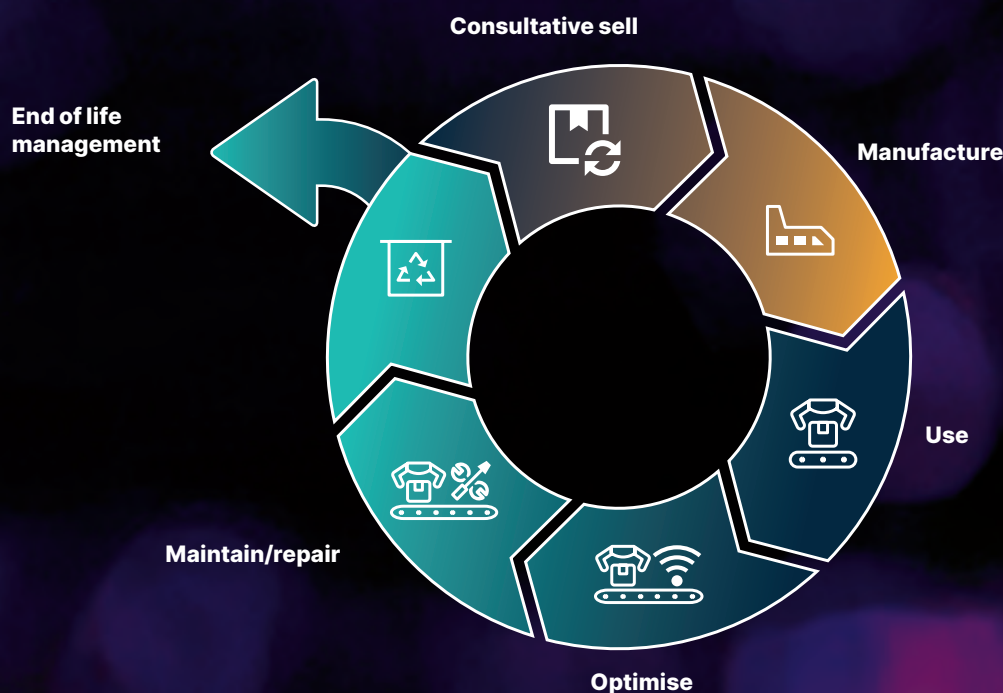 Consultative sell
End of life
management
Manufacture
Use
Maintain/repair
Optimise